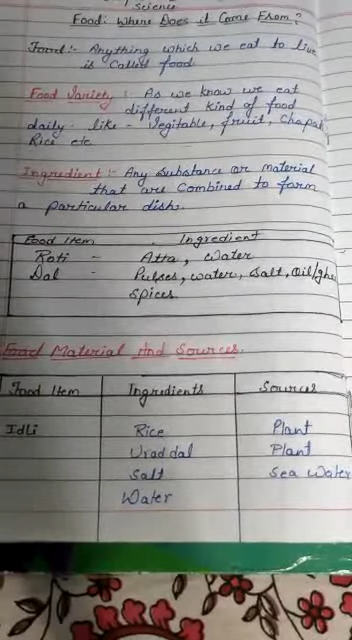 Science
Food: Where Does it Come From?
Food:- Anything which we eat to live
is Called food
Food Variety : As we know we eat
different kind of food
daily. like - Vegitable, fruit, Chapat
Rice etc
Ingredient:- Any substance or material
that are Combined to form
a particular dish.
Food Item Ingredient
Roti - Atta, water
Dal - Pulses, water, salt, Oil/ghe
spices.
Food Material And Sources.
Food Item Ingredients Sources
Idli Rice Plant
Urad dal Plant
Salt Sea Water
Water